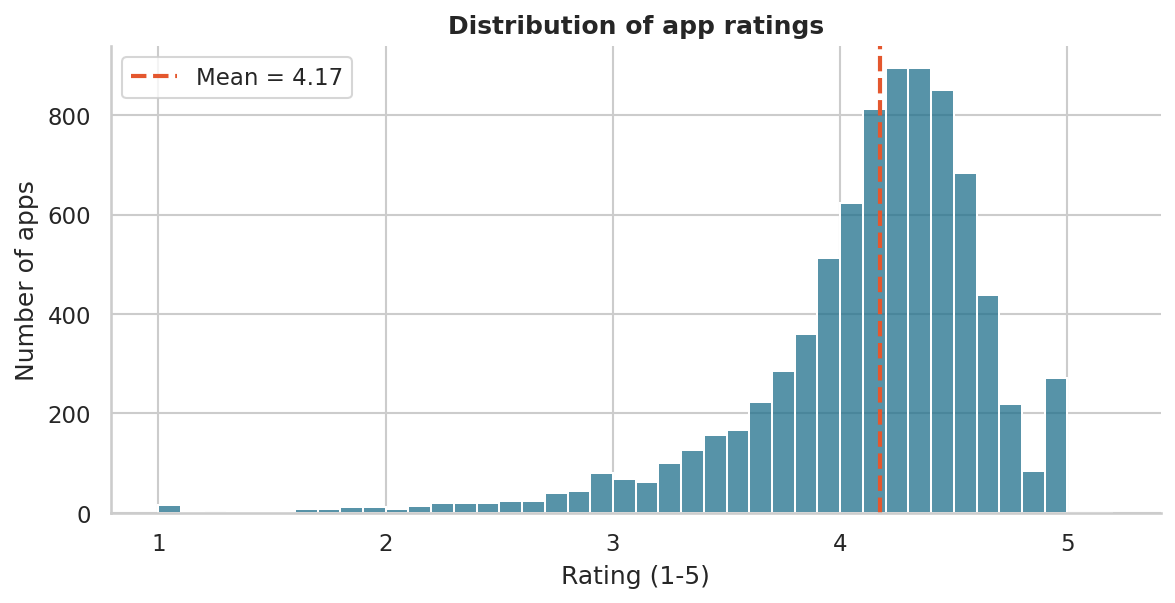 Distribution of app ratings
Mean = 4.17
Number of apps
800
600
400
200
0
1 2 3 4 5
Rating (1-5)